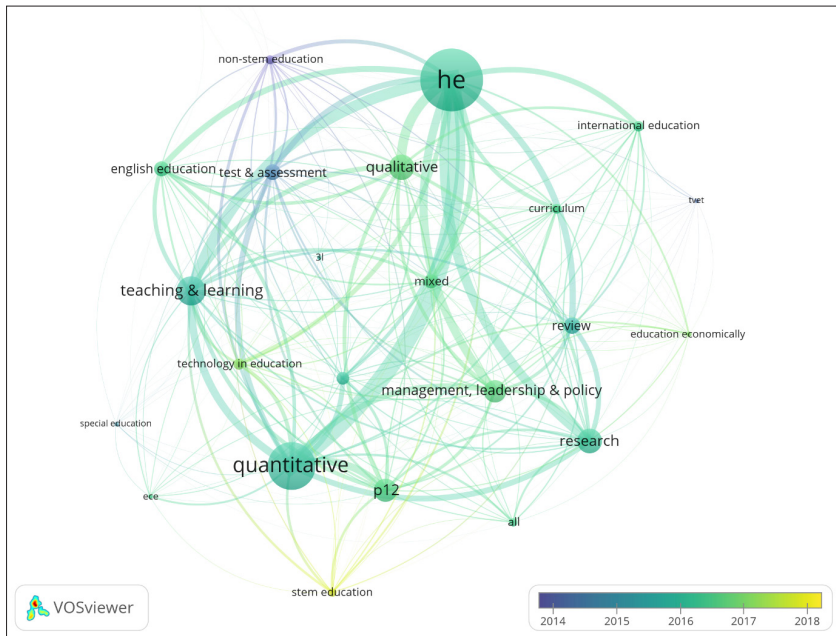 non-stem education
he
international education
english education
test & assessment
qualitative
curriculum
3l
mixed
teaching & learning
review
education economically
technology in education
management, leadership & policy
special education
research
quantitative
p12
ece
all
stem education
VOSviewer
2014 2015 2016 2017 2018